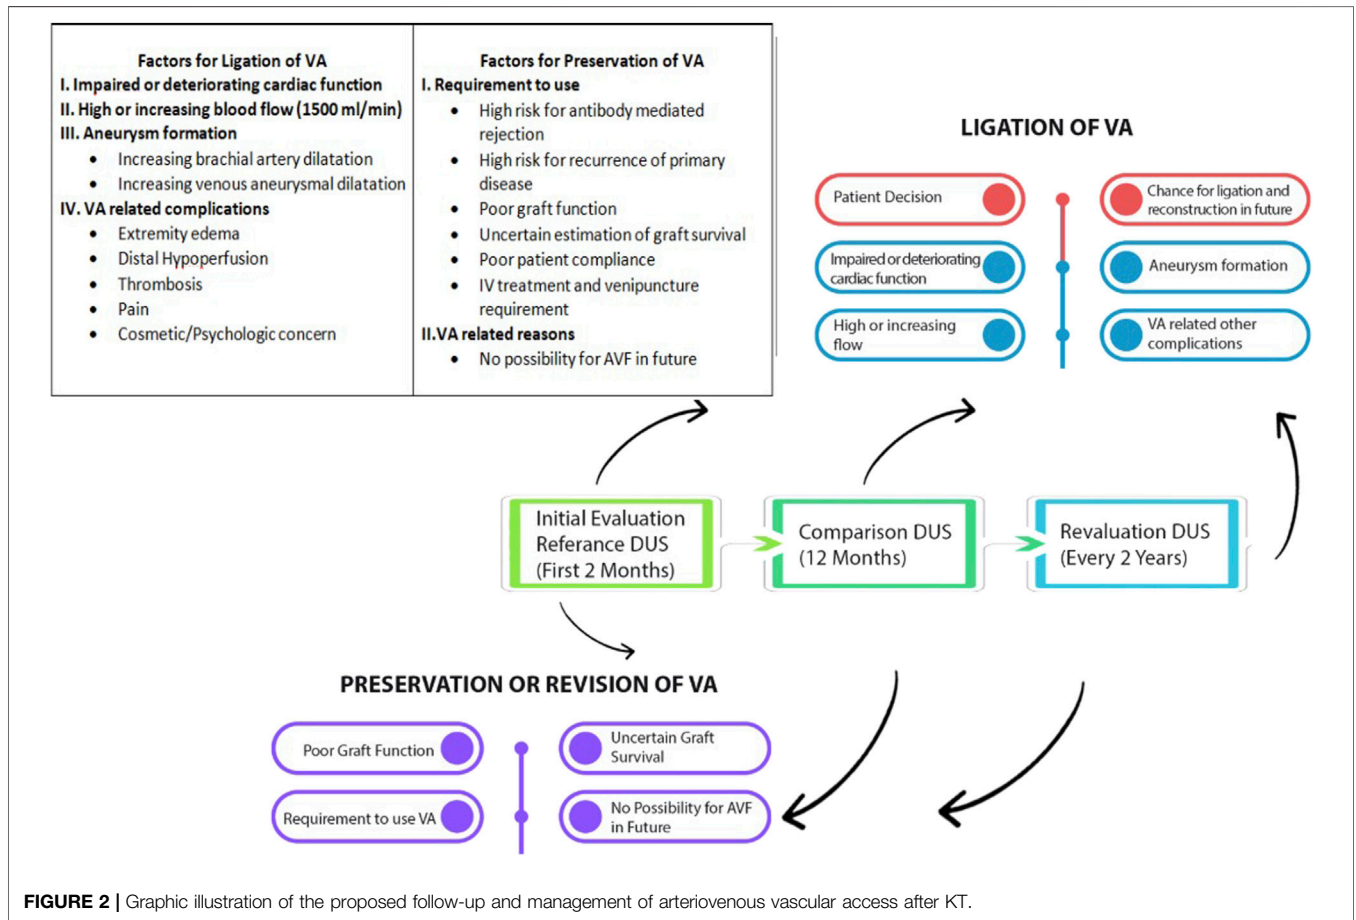 Factors for Ligation of VA
I. Impaired or deteriorating cardiac function
II. High or increasing blood flow (1500 ml/min)
III. Aneurysm formation
• Increasing brachial artery dilatation
• Increasing venous aneurysmal dilatation
IV. VA related complications
• Extremity edema
• Distal Hypoperfusion
• Thrombosis
• Pain
• Cosmetic/Psychologic concern
Factors for Preservation of VA
I. Requirement to use
• High risk for antibody mediated
rejection
• High risk for recurrence of primary
disease
• Poor graft function
• Uncertain estimation of graft survival
• Poor patient compliance
• IV treatment and venipuncture
requirement
II.VA related reasons
• No possibility for AVF in future
LIGATION OF VA
Patient Decision
Chance for ligation and
reconstruction in future
Impaired or deteriorating
cardiac function
Aneurysm formation
High or increasing
flow
VA related other
complications
Initial Evaluation
Referance DUS
(First 2 Months)
Comparison DUS
(12 Months)
Revaluation DUS
(Every 2 Years)
PRESERVATION OR REVISION OF VA
Poor Graft Function
Uncertain Graft
Survival
Requirement to use VA
No Possibility for AVF
in Future
FIGURE 2 | Graphic illustration of the proposed follow-up and management of arteriovenous vascular access after KT.